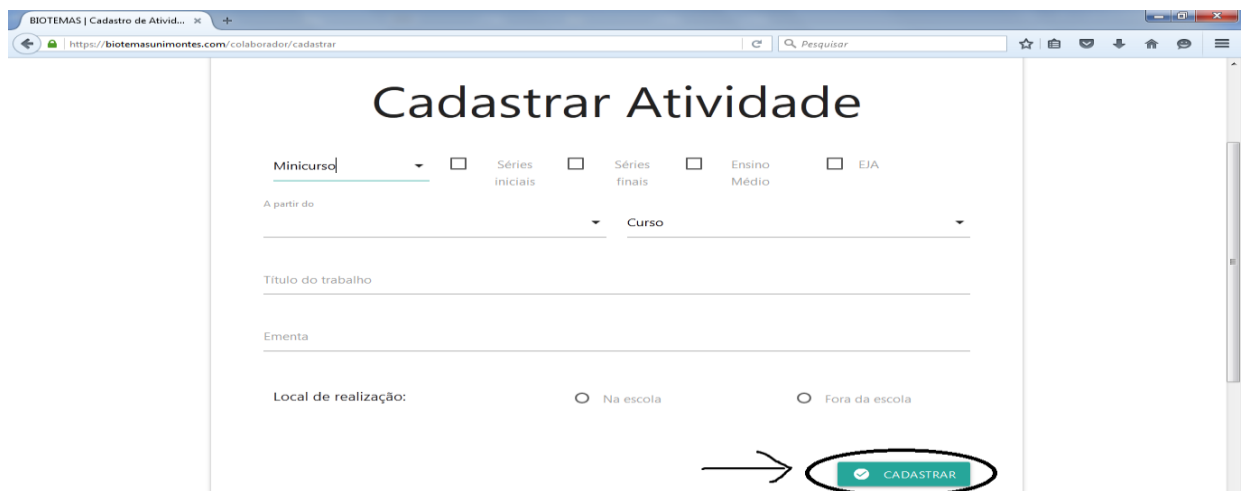 BIOTEMAS | Cadastro de Ativid...
https://biotemasunimontes.com/colaborador/cadastrar
Pesquisar
Cadastrar Atividade
Minicurso
Séries iniciais
Séries finais
Ensino Médio
EJA
A partir do
Curso
Título do trabalho
Ementa
Local de realização:
Na escola
Fora da escola
CADASTRAR